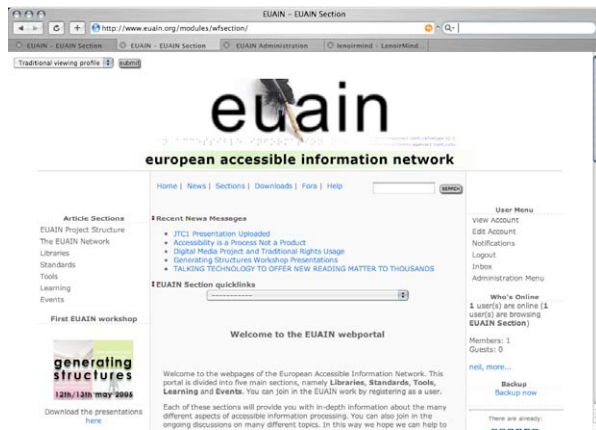 EUAIN – EUAIN Section
http://www.euain.org/modules/wfsection/
EUAIN – EUAIN Section
EUAIN – EUAIN Section
EUAIN Administration
lenoirmind – LenoirMind...
Traditional viewing profile
submit
euain
european accessible information network
Home | News | Sections | Downloads | Fora | Help
SEARCH
Article Sections
EUAIN Project Structure
The EUAIN Network
Libraries
Standards
Tools
Learning
Events
First EUAIN workshop
generating
structures
12th/13th may 2005
Download the presentations
here
Recent News Messages
JTC1 Presentation Uploaded
Accessibility is a Process Not a Product
Digital Media Project and Traditional Rights Usage
Generating Structures Workshop Presentations
TALKING TECHNOLOGY TO OFFER NEW READING MATTER TO THOUSANDS
EUAIN Section quicklinks
-----------
Welcome to the EUAIN webportal
Welcome to the webpages of the European Accessible Information Network. This
portal is divided into five main sections, namely Libraries, Standards, Tools,
Learning and Events. You can join in the EUAIN work by registering as a user.
Each of these sections will provide you with in-depth information about the many
different aspects of accessible information processing. You can also join in the
ongoing discussions on many different topics. In this way we hope we can help to
User Menu
View Account
Edit Account
Notifications
Logout
Inbox
Administration Menu
Who's Online
1 user(s) are online (1
user(s) are browsing
EUAIN Section)
Members: 1
Guests: 0
neil, more...
Backup
Backup now
There are already: